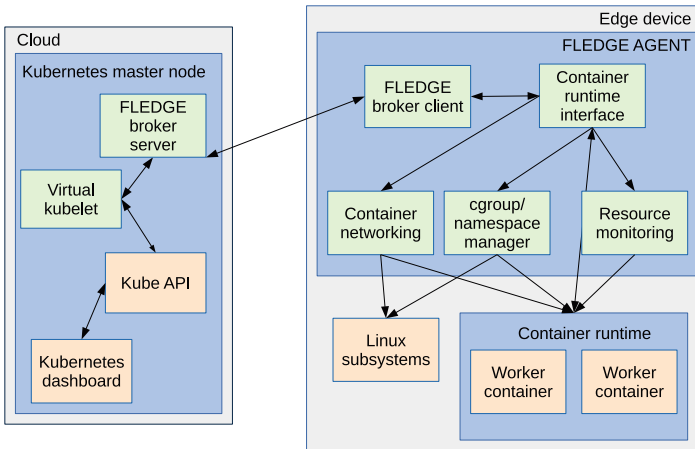 Cloud
Kubernetes master node
FLEDGE
broker
server
Virtual
kubelet
Kube API
Kubernetes
dashboard
Edge device
FLEDGE AGENT
FLEDGE
broker client
Container
runtime
interface
Container
networking
cgroup/
namespace
manager
Resource
monitoring
Linux
subsystems
Container runtime
Worker
container
Worker
container